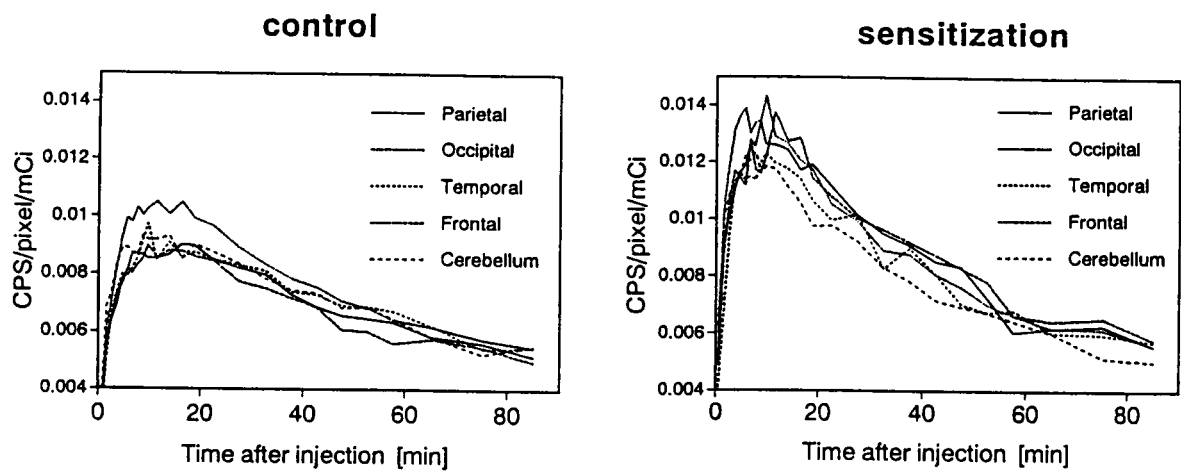 control
CPS/pixel/mCi
0.014
0.012
0.01
0.008
0.006
0.004
Parietal
Occipital
Temporal
Frontal
Cerebellum
0 20 40 60 80
Time after injection [min]
sensitization
CPS/pixel/mCi
0.014
0.012
0.01
0.008
0.006
0.004
Parietal
Occipital
Temporal
Frontal
Cerebellum
0 20 40 60 80
Time after injection [min]